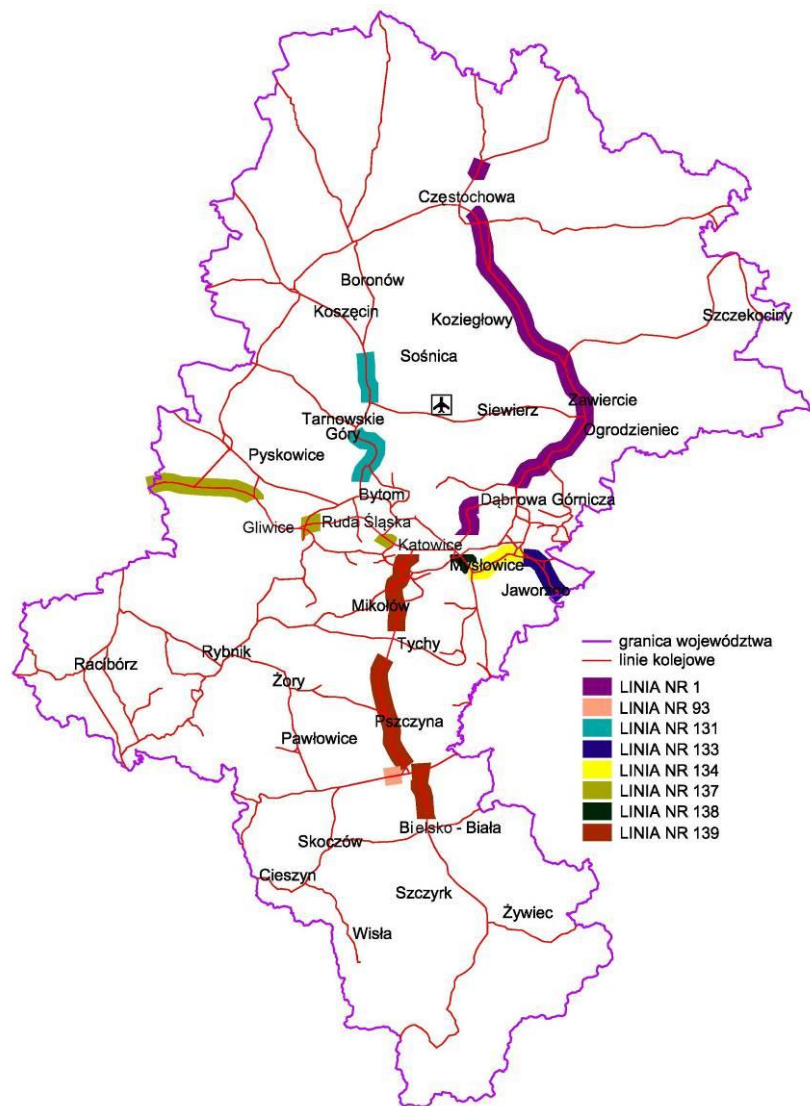 Częstochowa
Boronów
Koszęcin
Koziegłowy
Szczekociny
Sośnica
Zawiercie
Siewierz
Tarnowskie
Góry
Ogrodzieniec
Pyskowice
Bytom
Dąbrowa Górnicza
Gliwice
Ruda Śląska
Katowice
Mysłowice
Jaworzno
Mikołów
Tychy
Rybnik
Racibórz
Żory
Pszczyna
Pawłowice
Bielsko - Biała
Skoczów
Cieszyn
Szczyrk
Żywiec
Wisła
granica województwa
linie kolejowe
LINIA NR 1
LINIA NR 93
LINIA NR 131
LINIA NR 133
LINIA NR 134
LINIA NR 137
LINIA NR 138
LINIA NR 139